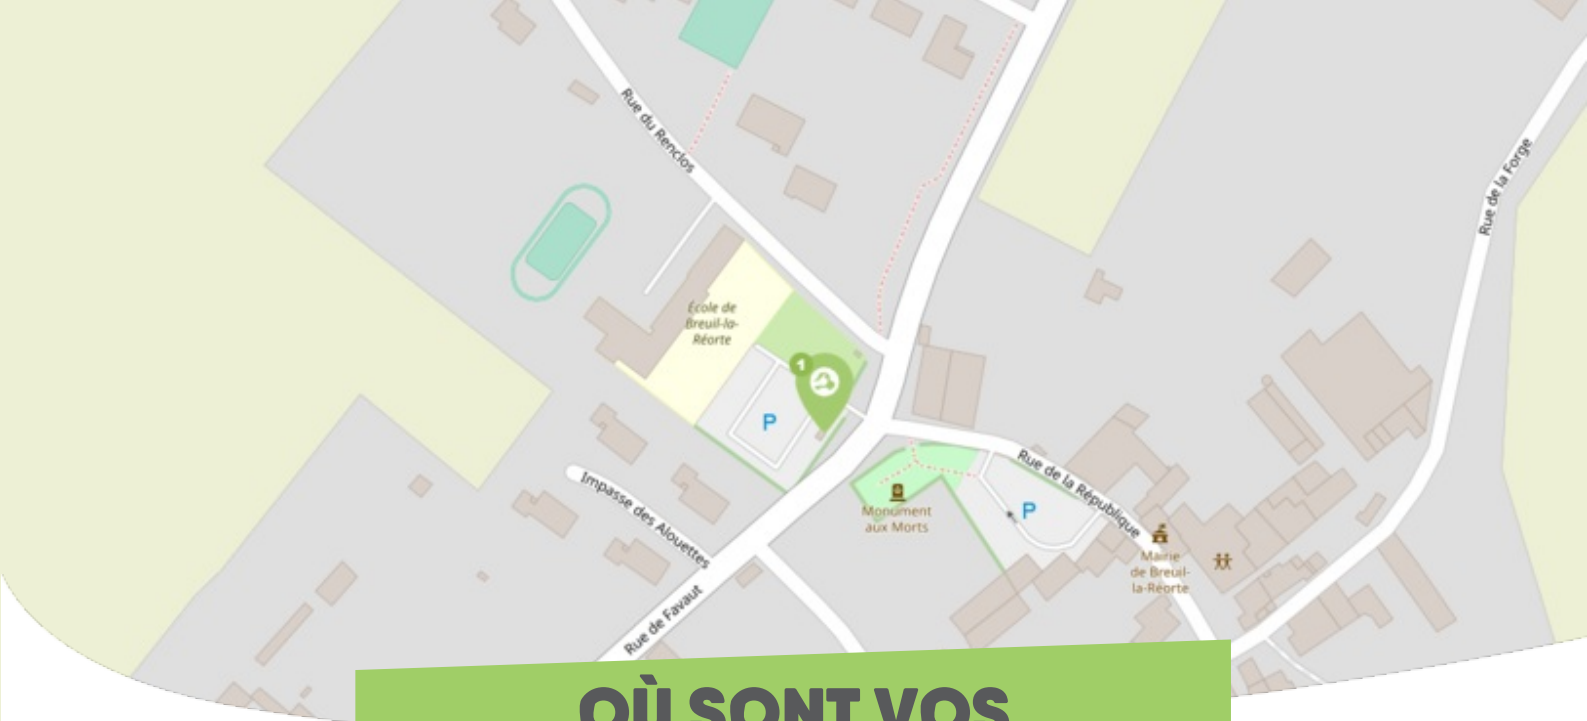 Rue du Renclos
Rue de la Forge
École de
Breuil-la-
Réorte
1
P
Rue de la République
P
Monument
aux Morts
Impasse des Alouettes
Mairie
de Breuil-
la-Réorte
Rue de Favaut
OÙ SONT VOS